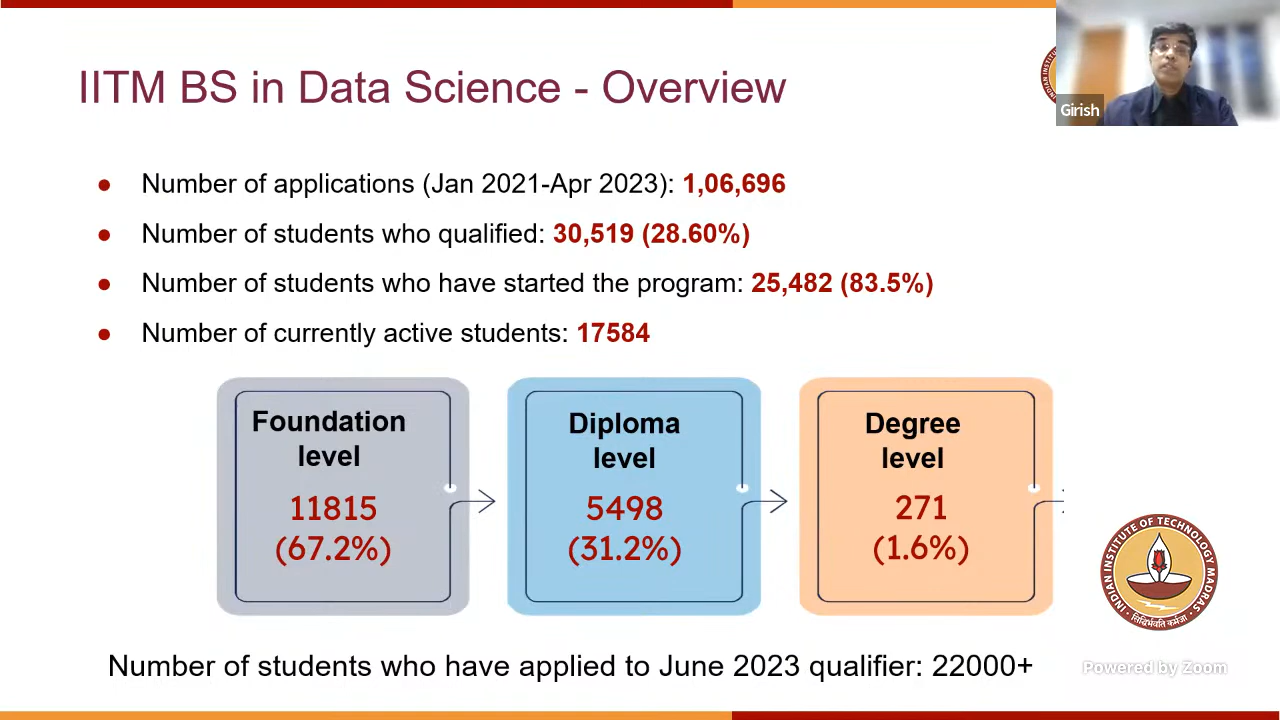 IITM BS in Data Science - Overview
Girish
● Number of applications (Jan 2021-Apr 2023): 1,06,696
● Number of students who qualified: 30,519 (28.60%)
● Number of students who have started the program: 25,482 (83.5%)
● Number of currently active students: 17584
Foundation
level
11815
(67.2%)
Diploma
level
5498
(31.2%)
Degree
level
271
(1.6%)
INDIAN INSTITUTE OF TECHNOLOGY MADRAS
सिद्धिर्भवति कर्मजा
Number of students who have applied to June 2023 qualifier: 22000+
Powered by Zoom